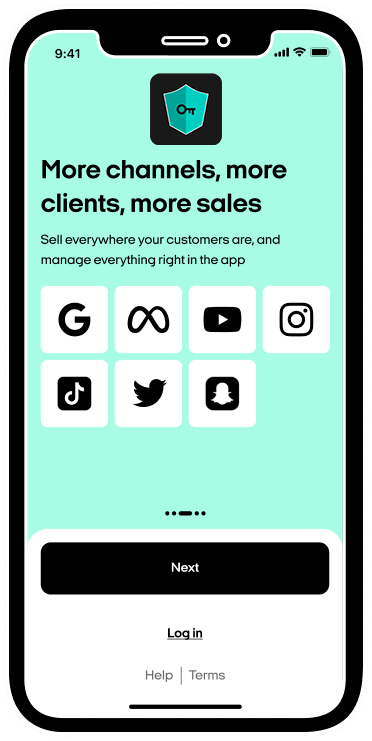 9:41
More channels, more
clients, more sales
Sell everywhere your customers are, and
manage everything right in the app
Next
Log in
Help | Terms